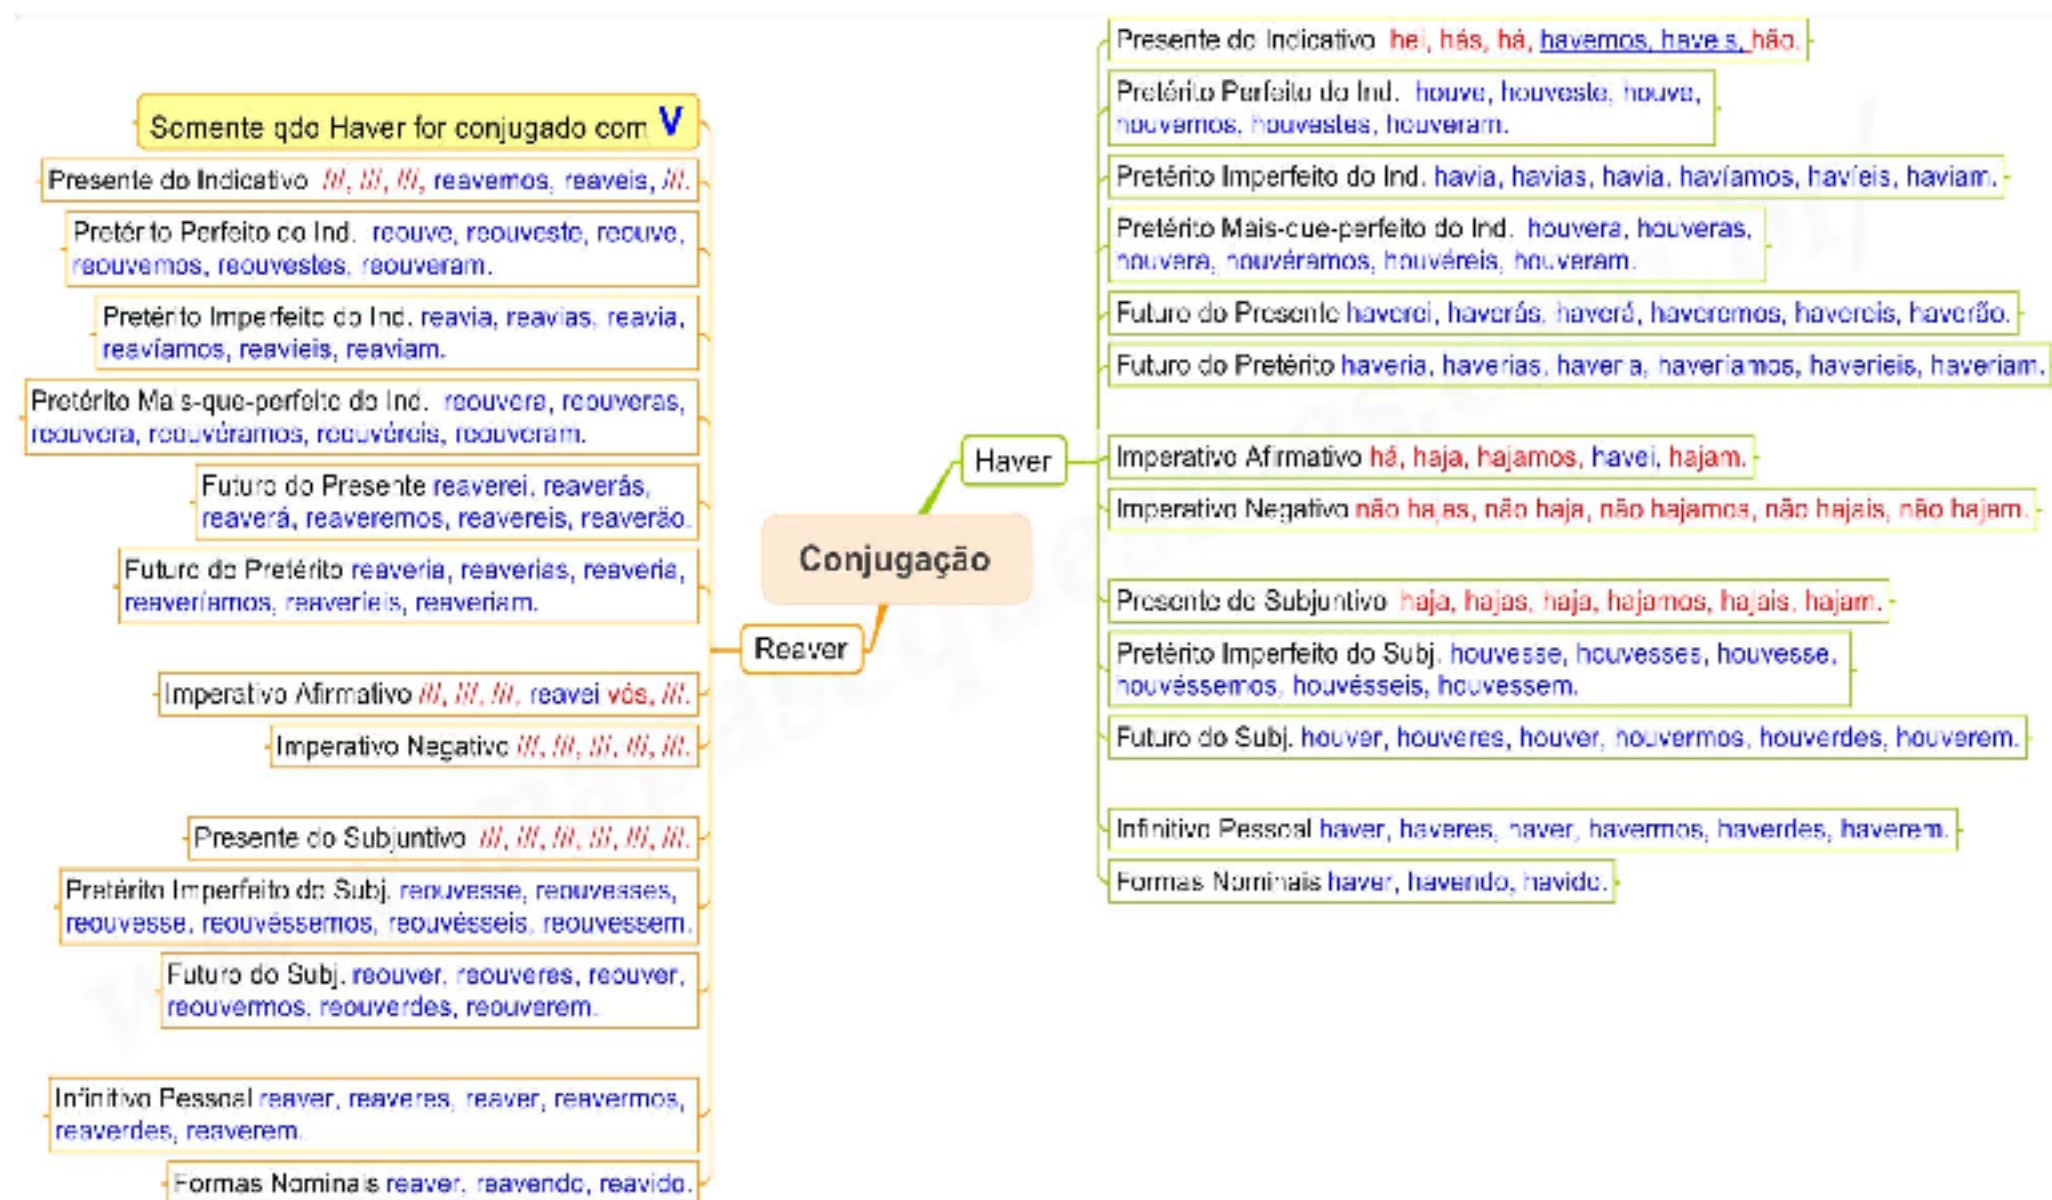 Conjugação
Haver
Presente do Indicativo hei, hás, há, havemos, haveis, hão.
Pretérito Perfeito do Ind. houve, houveste, houve,
houvemos, houvestes, houveram.
Pretérito Imperfeito do Ind. havia, havias, havia, havíamos, havíeis, haviam.
Pretérito Mais-que-perfeito do Ind. houvera, houveras,
houvera, houvéramos, houvéreis, houveram.
Futuro do Presente haverei, haverás, haverá, haveremos, havereis, haverão.
Futuro do Pretérito haveria, haverias, haveria, haveríamos, haveríeis, haveriam.
Imperativo Afirmativo há, haja, hajamos, havei, hajam.
Imperativo Negativo não hajas, não haja, não hajamos, não hajais, não hajam.
Presente do Subjuntivo haja, hajas, haja, hajamos, hajais, hajam.
Pretérito Imperfeito do Subj. houvesse, houvesses, houvesse,
houvéssemos, houvésseis, houvessem.
Futuro do Subj. houver, houveres, houver, houvermos, houverdes, houverem.
Infinitivo Pessoal haver, haveres, haver, havermos, haverdes, haverem.
Formas Nominais haver, havendo, havido.
Reaver
Somente qdo Haver for conjugado com V
Presente do Indicativo ///, ///, ///, reavemos, reaveis, ///.
Pretérito Perfeito do Ind. reouve, reouveste, reouve,
reouvemos, reouvestes, reouveram.
Pretérito Imperfeito do Ind. reavia, reavias, reavia,
reavíamos, reavíeis, reaviam.
Pretérito Mais-que-perfeito do Ind. reouvera, reouveras,
reouvera, reouvéramos, reouvéreis, reouveram.
Futuro do Presente reaverei, reaverás,
reaverá, reaveremos, reavereis, reaverão.
Futuro do Pretérito reaveria, reaverias, reaveria,
reaveríamos, reaveríeis, reaveriam.
Imperativo Afirmativo ///, ///, ///, reavei vós, ///.
Imperativo Negativo ///, ///, ///, ///, ///.
Presente do Subjuntivo ///, ///, ///, ///, ///, ///.
Pretérito Imperfeito do Subj. reouvesse, reouvesses,
reouvesse, reouvéssemos, reouvésseis, reouvessem.
Futuro do Subj. reouver, reouveres, reouver,
reouvermos, reouverdes, reouverem.
Infinitivo Pessoal reaver, reaveres, reaver, reavermos,
reaverdes, reaverem.
Formas Nominais reaver, reavendo, reavido.